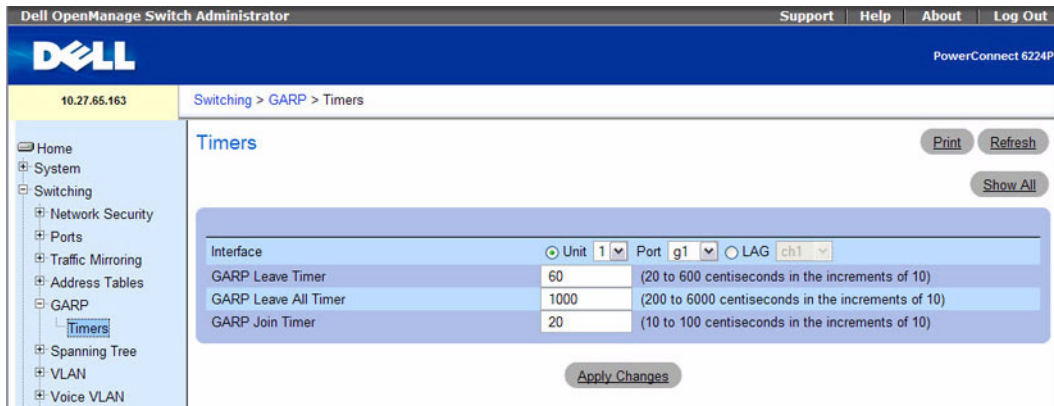 Dell OpenManage Switch Administrator Support Help About Log Out
DELL PowerConnect 6224P
10.27.65.163 Switching > GARP > Timers
Home
System
Switching
Network Security
Ports
Traffic Mirroring
Address Tables
GARP
Timers
Spanning Tree
VLAN
Voice VLAN
Timers Print Refresh
Show All
Interface Unit 1 Port g1 LAG ch1
GARP Leave Timer 60 (20 to 600 centiseconds in the increments of 10)
GARP Leave All Timer 1000 (200 to 6000 centiseconds in the increments of 10)
GARP Join Timer 20 (10 to 100 centiseconds in the increments of 10)
Apply Changes